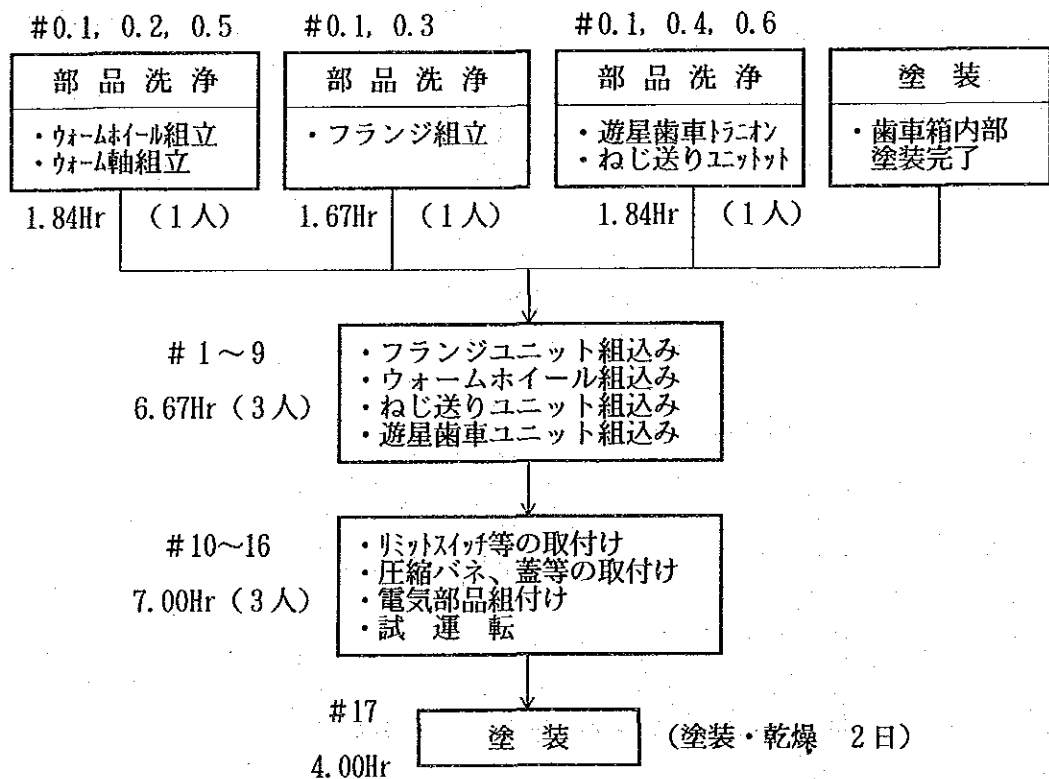 #0.1, 0.2, 0.5
#0.1, 0.3
#0.1, 0.4, 0.6
部品洗浄
・ウォームホイール組立
・ウォーム軸組立
部品洗浄
・フランジ組立
部品洗浄
・遊星歯車トラニオン
・ねじ送りユニットット
塗装
・歯車箱内部
塗装完了
1.84Hr (1人)
1.67Hr (1人)
1.84Hr (1人)
#1~9
6.67Hr (3人)
・フランジユニット組込み
・ウォームホイール組込み
・ねじ送りユニット組込み
・遊星歯車ユニット組込み
#10~16
7.00Hr (3人)
・リミットスイッチ等の取付け
・圧縮バネ、蓋等の取付け
・電気部品組付け
・試運転
#17
4.00Hr
塗装
(塗装・乾燥 2日)